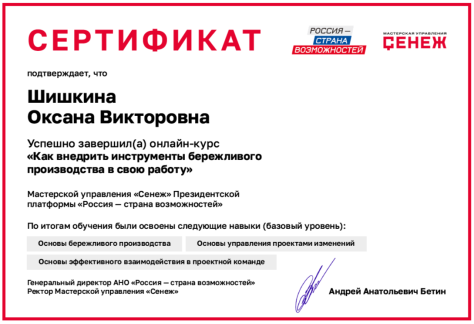 СЕРТИФИКАТ
РОССИЯ —
СТРАНА
ВОЗМОЖНОСТЕЙ
МАСТЕРСКАЯ УПРАВЛЕНИЯ
СЕНЕЖ
подтверждает, что
Шишкина
Оксана Викторовна
Успешно завершил(а) онлайн-курс
«Как внедрить инструменты бережливого
производства в свою работу»
Мастерской управления «Сенеж» Президентской
платформы «Россия — страна возможностей»
По итогам обучения были освоены следующие навыки (базовый уровень):
Основы бережливого производства
Основы управления проектами изменений
Основы эффективного взаимодействия в проектной команде
Генеральный директор АНО «Россия — страна возможностей»
Ректор Мастерской управления «Сенеж»
Андрей Анатольевич Бетин